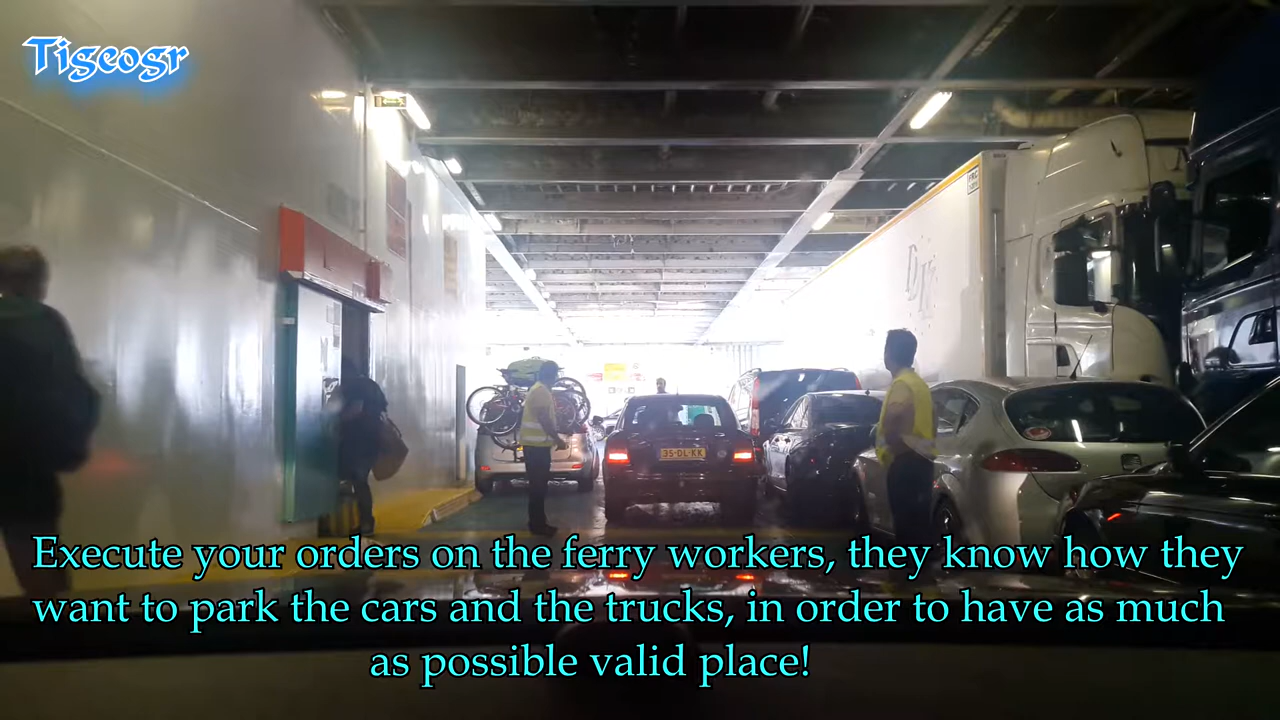 Tigeogr
35-DL-KK
Execute your orders on the ferry workers, they know how they
want to park the cars and the trucks, in order to have as much
as possible valid place!